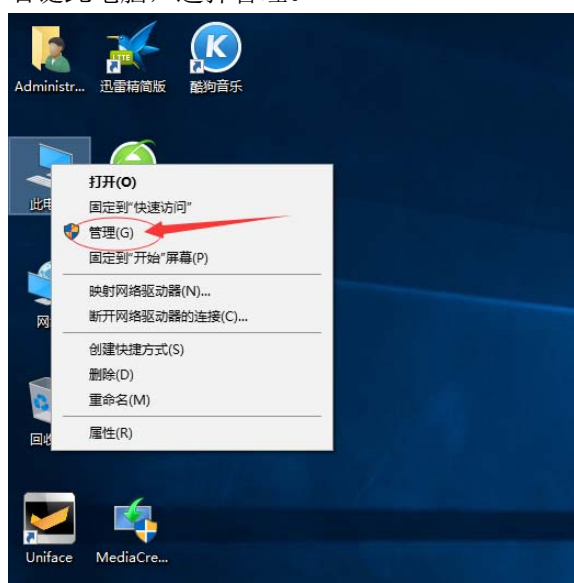 Administr... 迅雷精简版 酷狗音乐
打开(O)
固定到"快速访问"
管理(G)
固定到"开始"屏幕(P)
映射网络驱动器(N)...
断开网络驱动器的连接(C)...
创建快捷方式(S)
删除(D)
重命名(M)
属性(R)
此电
网
回收
Uniface MediaCre...